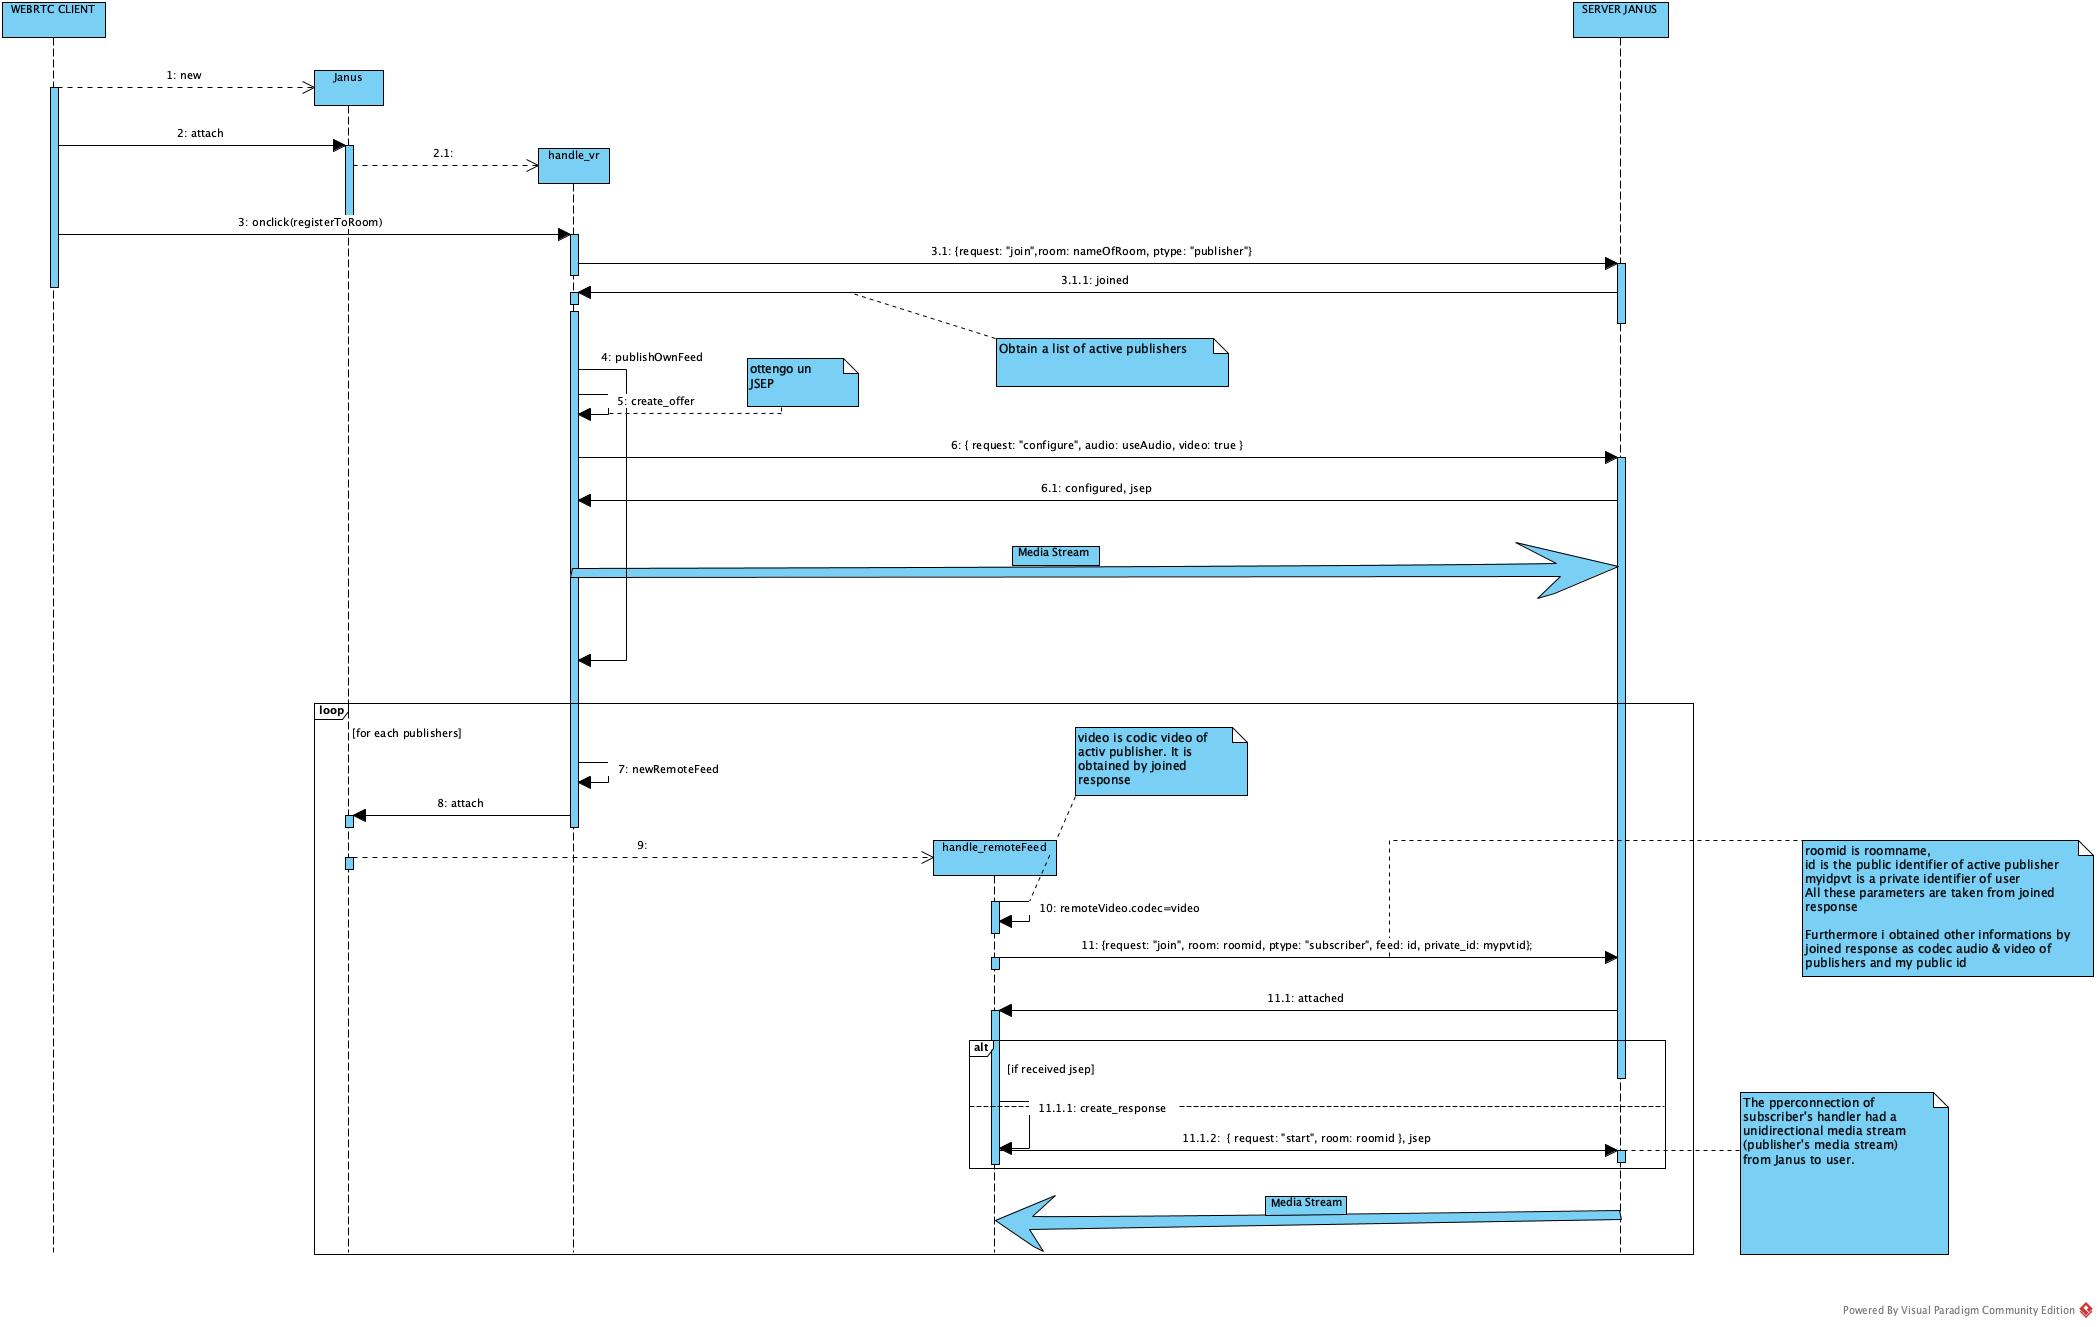 WEBRTC CLIENT
SERVER JANUS
1: new
Janus
2: attach
2.1:
handle_vr
3: onclick(registerToRoom)
3.1: {request: "join",room: nameOfRoom, ptype: "publisher"}
3.1.1: joined
Obtain a list of active publishers
4: publishOwnFeed
ottengo un
JSEP
5: create_offer
6: { request: "configure", audio: useAudio, video: true }
6.1: configured, jsep
Media Stream
loop
[for each publishers]
video is codic video of
activ publisher. It is
obtained by joined
response
7: newRemoteFeed
8: attach
9:
handle_remoteFeed
roomid is roomname,
id is the public identifier of active publisher
myidpvt is a private identifier of user
All these parameters are taken from joined
response
Furthermore i obtained other informations by
joined response as codec audio & video of
publishers and my public id
10: remoteVideo.codec=video
11: {request: "join", room: roomid, ptype: "subscriber", feed: id, private_id: mypvtid};
11.1: attached
alt
[if received jsep]
11.1.1: create_response
11.1.2:  { request: "start", room: roomid }, jsep
The pperconnection of
subscriber's handler had a
unidirectional media stream
(publisher's media stream)
from Janus to user.
Media Stream
Powered By Visual Paradigm Community Edition